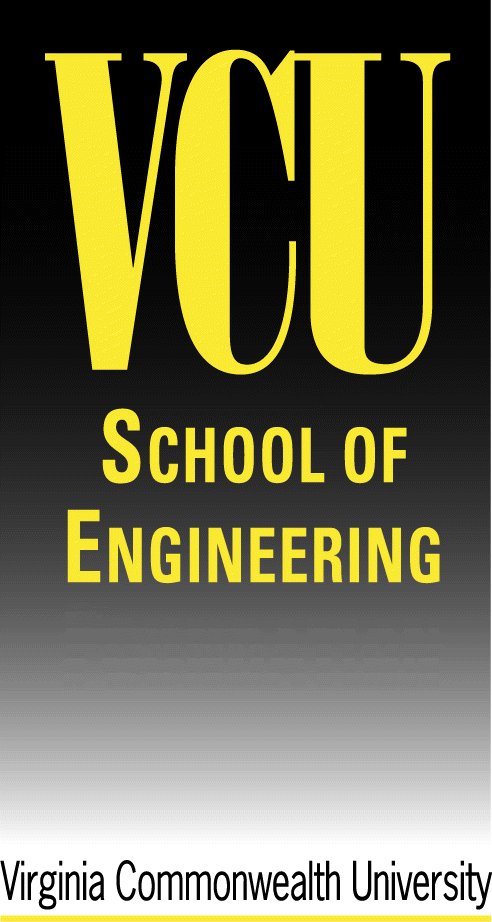 VCU
SCHOOL OF
ENGINEERING
Virginia Commonwealth University